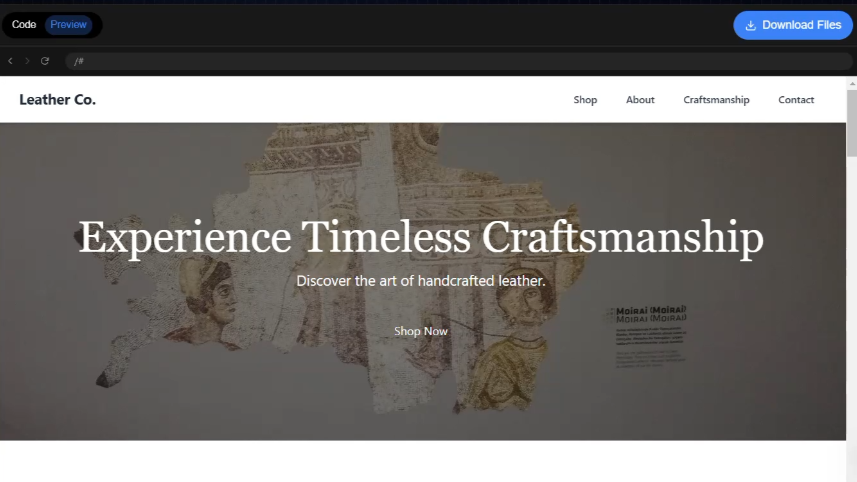 Code Preview
Download Files
/#
Leather Co.
Shop About Craftsmanship Contact
Experience Timeless Craftsmanship
Discover the art of handcrafted leather.
Shop Now
Moirai (Moirai)
Moirai (Moirai)